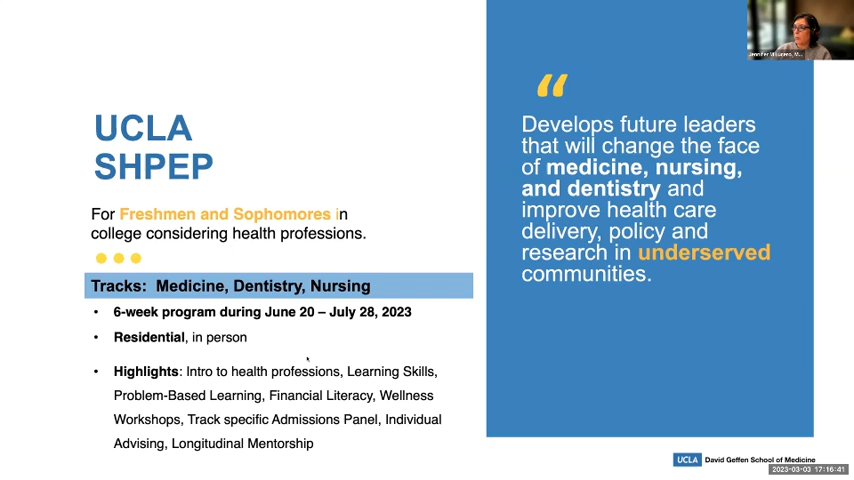 UCLA
SHPEP
For Freshmen and Sophomores in
college considering health professions.
Tracks: Medicine, Dentistry, Nursing
• 6-week program during June 20 – July 28, 2023
• Residential, in person
• Highlights: Intro to health professions, Learning Skills,
Problem-Based Learning, Financial Literacy, Wellness
Workshops, Track specific Admissions Panel, Individual
Advising, Longitudinal Mentorship
“
Develops future leaders
that will change the face
of medicine, nursing,
and dentistry and
improve health care
delivery, policy and
research in underserved
communities.
Jennifer
UCLA David Geffen School of Medicine
2023-03-03 17:16:41